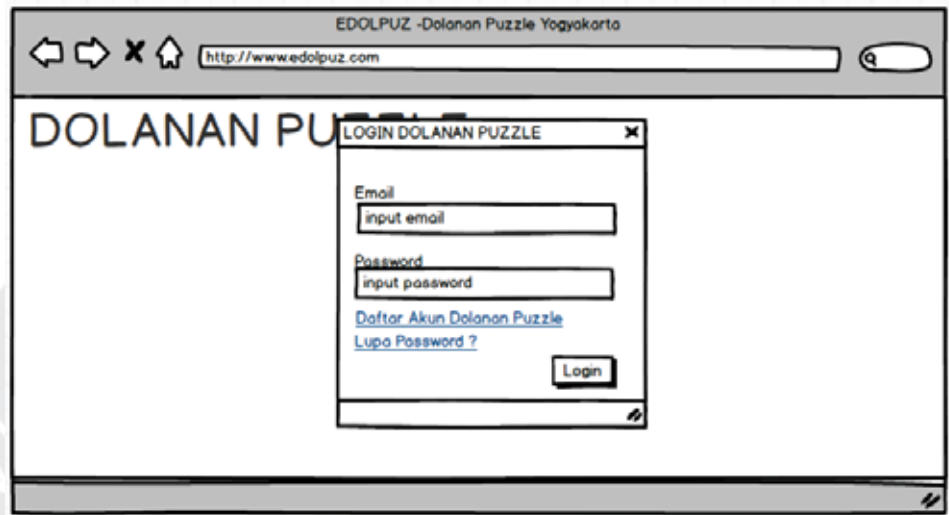 EDOLPUZ -Dolanan Puzzle Yogyakarta
http://www.edolpuz.com
DOLANAN PUZZLE
LOGIN DOLANAN PUZZLE
Email
input email
Password
input password
Daftar Akun Dolanan Puzzle
Lupa Password ?
Login